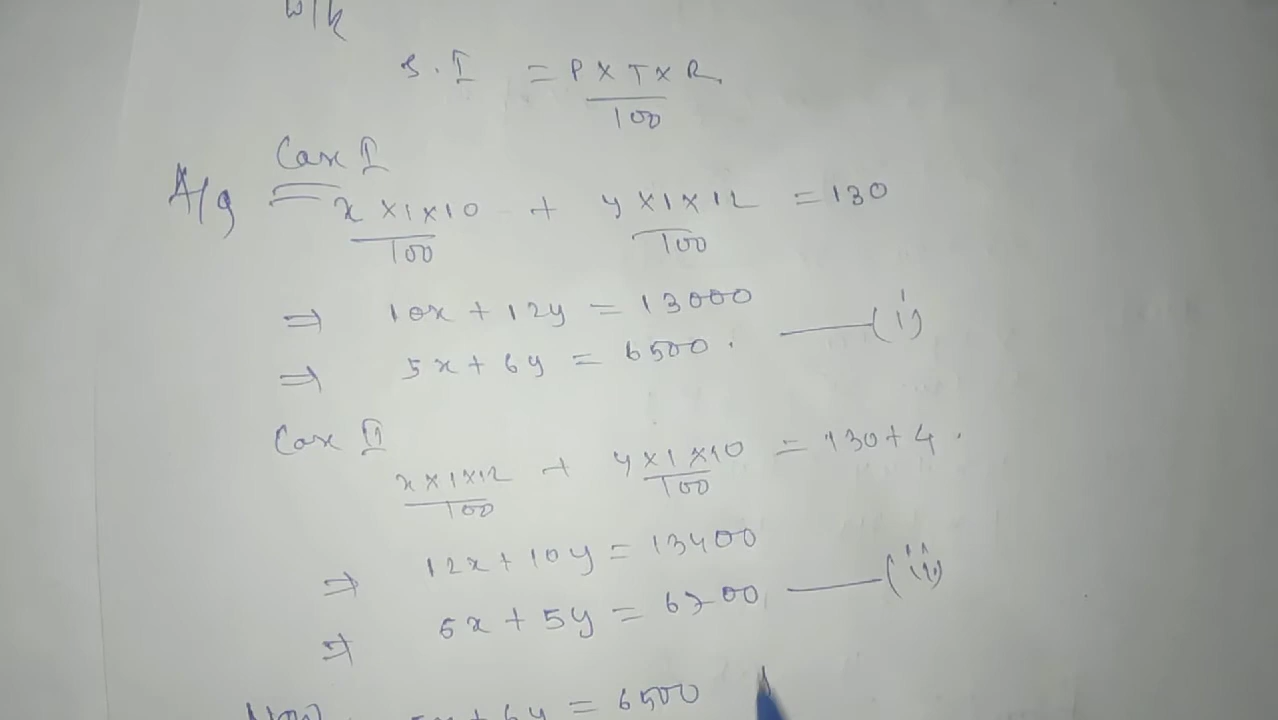 W/k
S.I = P×T×R
100
Case I
A/q x×1×10 + y×1×12 = 130
100 100
⇒ 10x + 12y = 13000
⇒ 5x + 6y = 6500. —(i)
Case II
x×1×12 + y×1×10 = 130+4.
100 100
⇒ 12x + 10y = 13400
⇒ 6x + 5y = 6700 —(ii)
Now, 5x + 6y = 6500